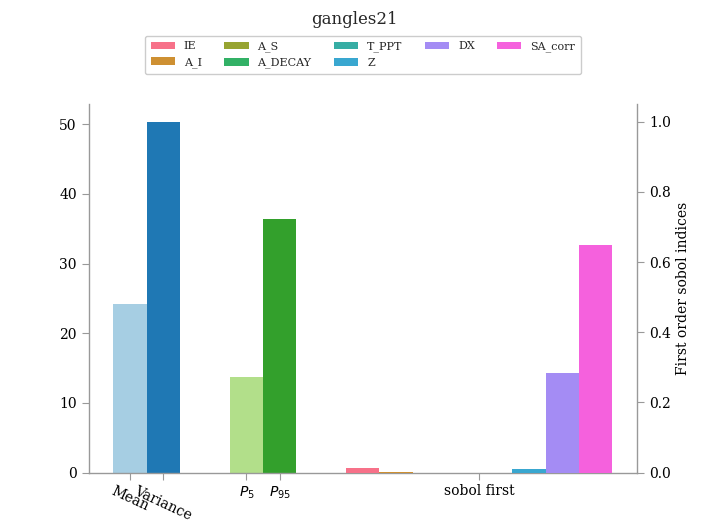 gangles21
IE A_S T_PPT DX SA_corr
A_I A_DECAY Z
50
40
30
20
10
0
1.0
0.8
0.6
0.4
0.2
0.0
First order sobol indices
Mean
Variance
P5
P95
sobol first